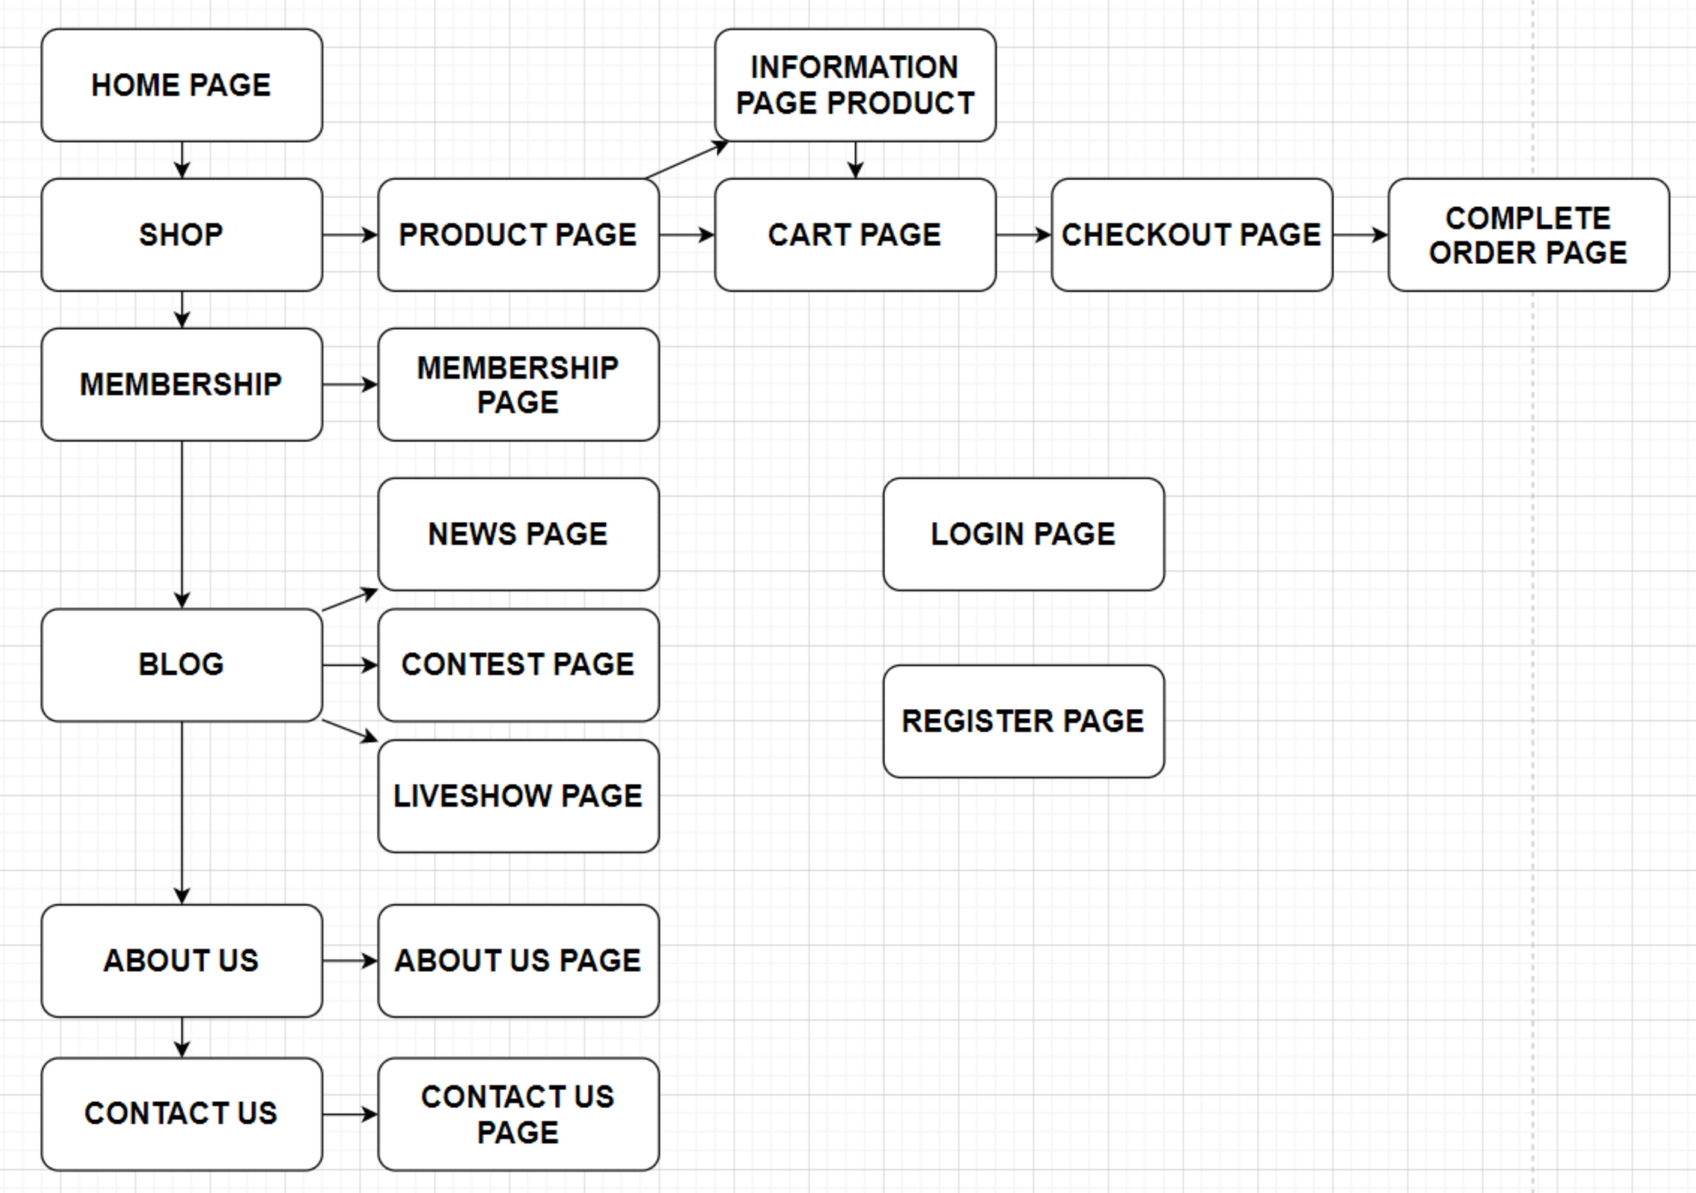 HOME PAGE
INFORMATION
PAGE PRODUCT
SHOP
PRODUCT PAGE
CART PAGE
CHECKOUT PAGE
COMPLETE
ORDER PAGE
MEMBERSHIP
MEMBERSHIP
PAGE
NEWS PAGE
LOGIN PAGE
BLOG
CONTEST PAGE
REGISTER PAGE
LIVESHOW PAGE
ABOUT US
ABOUT US PAGE
CONTACT US
CONTACT US
PAGE